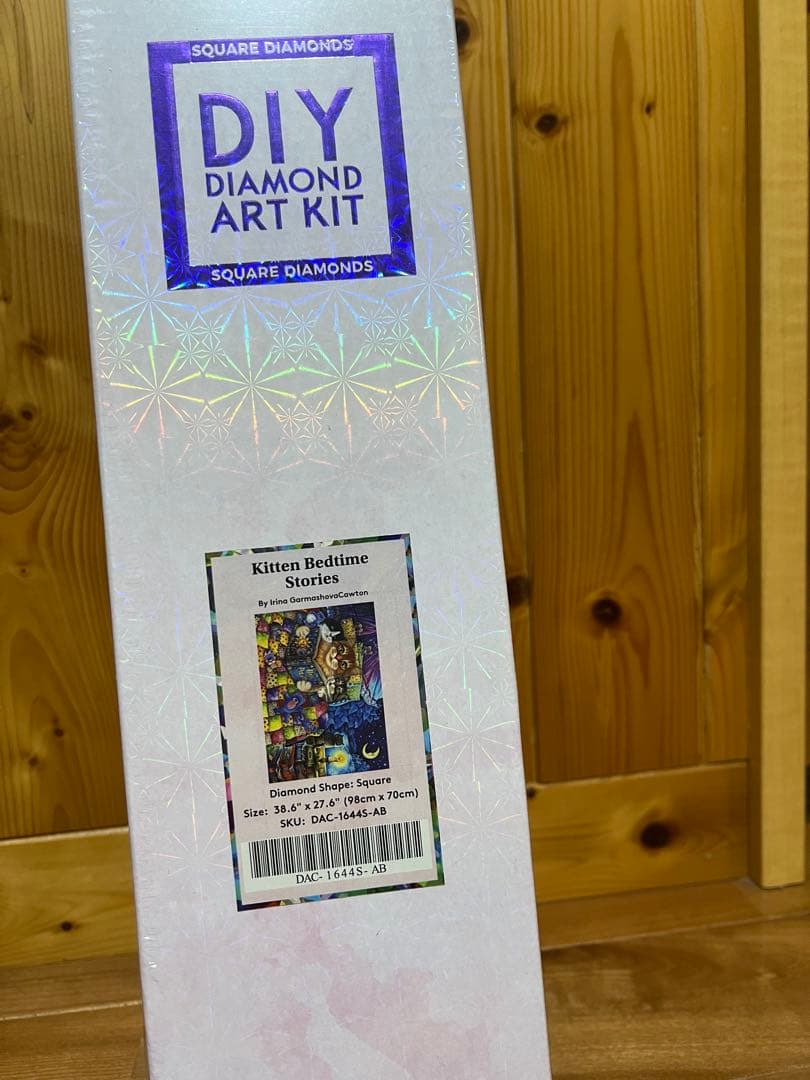 SQUARE DIAMONDS
DIY
DIAMOND
ART KIT
SQUARE DIAMONDS
Kitten Bedtime
Stories
By Irina GarmashovaCawton
Diamond Shape: Square
Size: 38.6" x 27.6" (98cm x 70cm)
SKU: DAC-1644S-AB
DAC- 1644S- AB